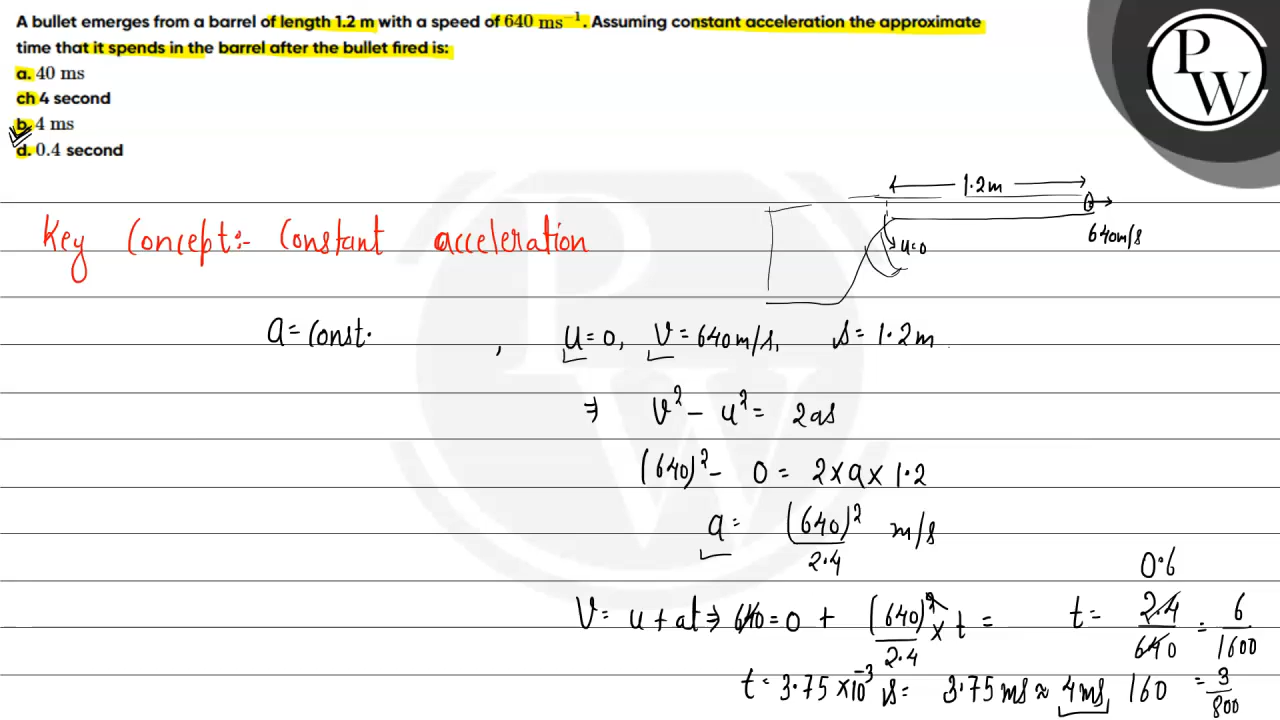 A bullet emerges from a barrel of length 1.2 m with a speed of 640 ms⁻¹. Assuming constant acceleration the approximate
time that it spends in the barrel after the bullet fired is:
a. 40 ms
ch 4 second
b. 4 ms
d. 0.4 second
PW
1.2m
640m/s
u=0
Key Concept:- Constant acceleration
a = Const.
, u=0, v=640m/s, s=1.2m
⇒ v² - u² = 2as
(640)² - 0 = 2×a×1.2
a = (640)²/2.4 m/s
v = u + at ⇒ 640 = 0 + (640)²/2.4 × t = t = 2.4/640 = 6/1600
0.6
160 = 3/800
t = 3.75×10⁻³ s = 3.75 ms ≈ 4ms